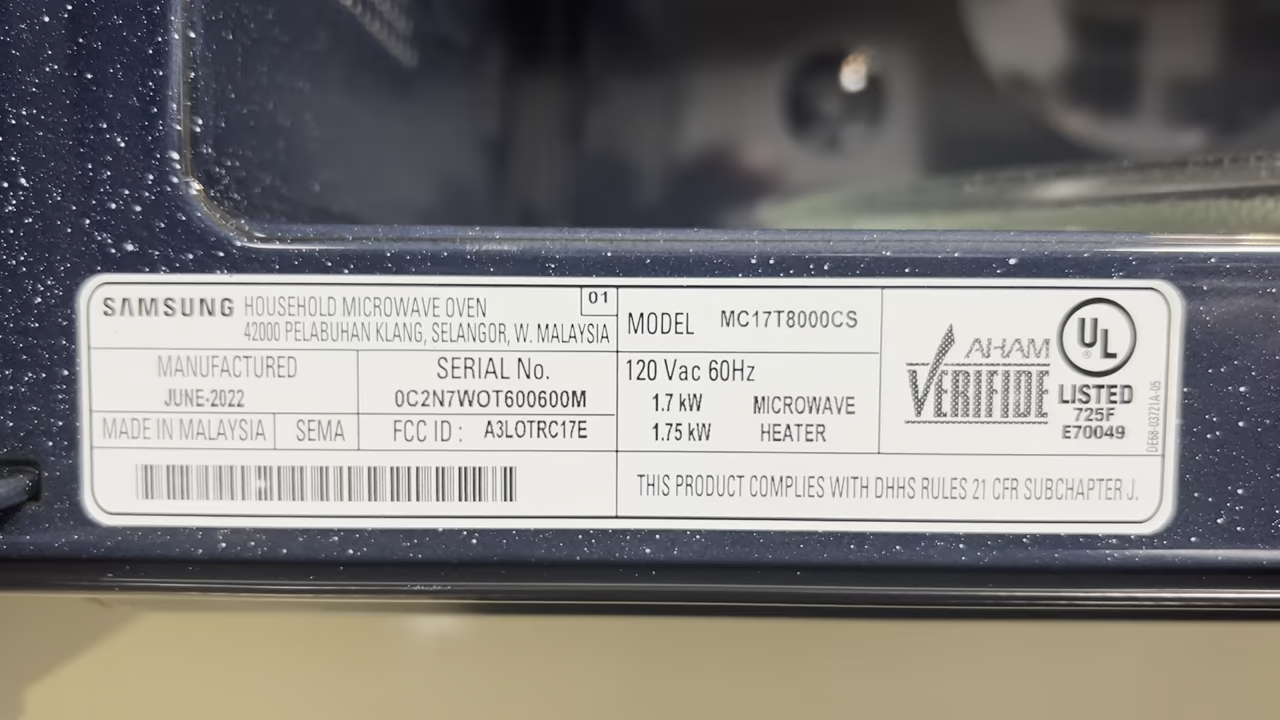 SAMSUNG HOUSEHOLD MICROWAVE OVEN 01
42000 PELABUHAN KLANG, SELANGOR, W. MALAYSIA
MANUFACTURED
JUNE-2022
SERIAL No.
0C2N7WOT600600M
MADE IN MALAYSIA SEMA FCC ID : A3LOTRC17E
MODEL MC17T8000CS
120 Vac 60Hz
1.7 kW MICROWAVE
1.75 kW HEATER
AHAM
VERIFIDE
UL ®
LISTED
725F
E70049
DE68-03721A-05
THIS PRODUCT COMPLIES WITH DHHS RULES 21 CFR SUBCHAPTER J.